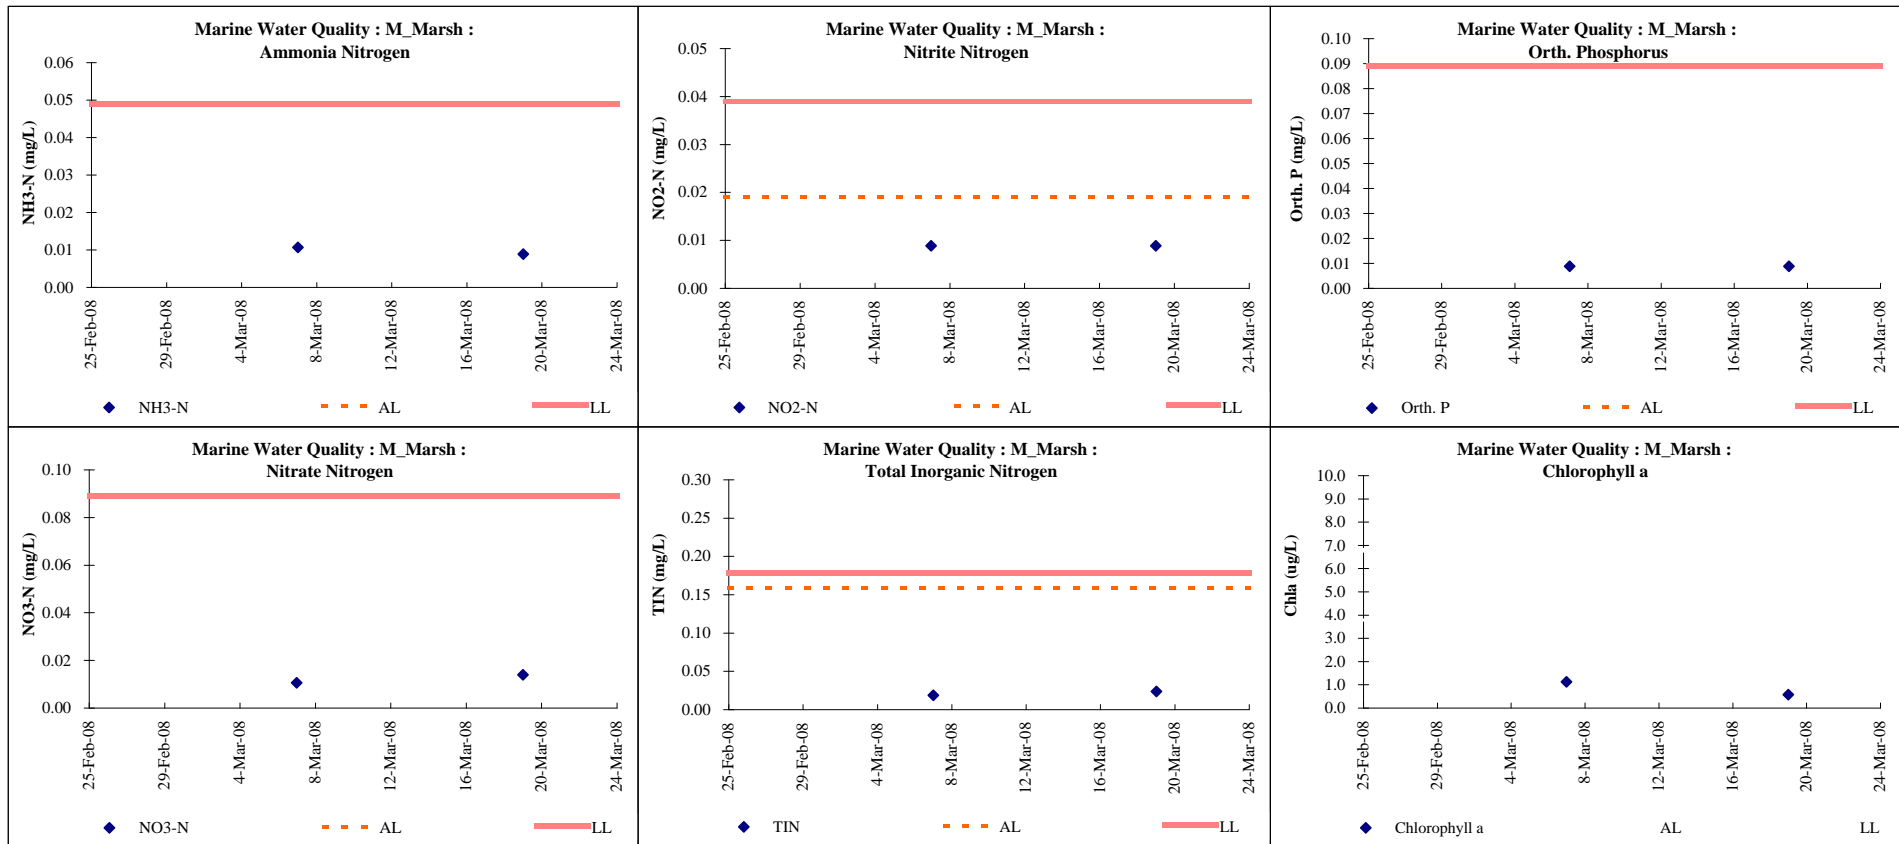 Marine Water Quality : M_Marsh :
Ammonia Nitrogen
NH3-N (mg/L)
0.06
0.05
0.04
0.03
0.02
0.01
0.00
25-Feb-08
29-Feb-08
4-Mar-08
8-Mar-08
12-Mar-08
16-Mar-08
20-Mar-08
24-Mar-08
NH3-N AL LL
Marine Water Quality : M_Marsh :
Nitrite Nitrogen
NO2-N (mg/L)
0.05
0.04
0.03
0.02
0.01
0.00
25-Feb-08
29-Feb-08
4-Mar-08
8-Mar-08
12-Mar-08
16-Mar-08
20-Mar-08
24-Mar-08
NO2-N AL LL
Marine Water Quality : M_Marsh :
Orth. Phosphorus
Orth. P (mg/L)
0.10
0.09
0.08
0.07
0.06
0.05
0.04
0.03
0.02
0.01
0.00
25-Feb-08
29-Feb-08
4-Mar-08
8-Mar-08
12-Mar-08
16-Mar-08
20-Mar-08
24-Mar-08
Orth. P AL LL
Marine Water Quality : M_Marsh :
Nitrate Nitrogen
NO3-N (mg/L)
0.10
0.08
0.06
0.04
0.02
0.00
25-Feb-08
29-Feb-08
4-Mar-08
8-Mar-08
12-Mar-08
16-Mar-08
20-Mar-08
24-Mar-08
NO3-N AL LL
Marine Water Quality : M_Marsh :
Total Inorganic Nitrogen
TIN (mg/L)
0.30
0.25
0.20
0.15
0.10
0.05
0.00
25-Feb-08
29-Feb-08
4-Mar-08
8-Mar-08
12-Mar-08
16-Mar-08
20-Mar-08
24-Mar-08
TIN AL LL
Marine Water Quality : M_Marsh :
Chlorophyll a
Chla (ug/L)
10.0
9.0
8.0
7.0
6.0
5.0
4.0
3.0
2.0
1.0
0.0
25-Feb-08
29-Feb-08
4-Mar-08
8-Mar-08
12-Mar-08
16-Mar-08
20-Mar-08
24-Mar-08
Chlorophyll a AL LL